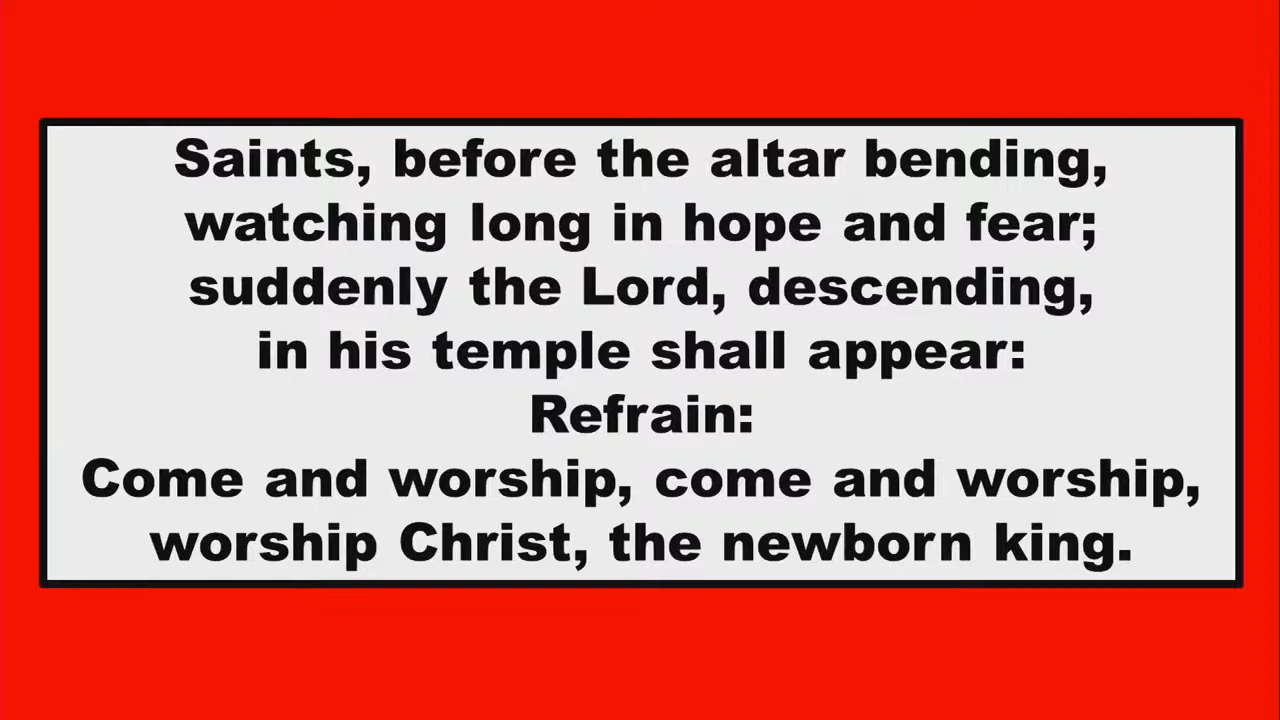 Saints, before the altar bending,
watching long in hope and fear;
suddenly the Lord, descending,
in his temple shall appear:
Refrain:
Come and worship, come and worship,
worship Christ, the newborn king.